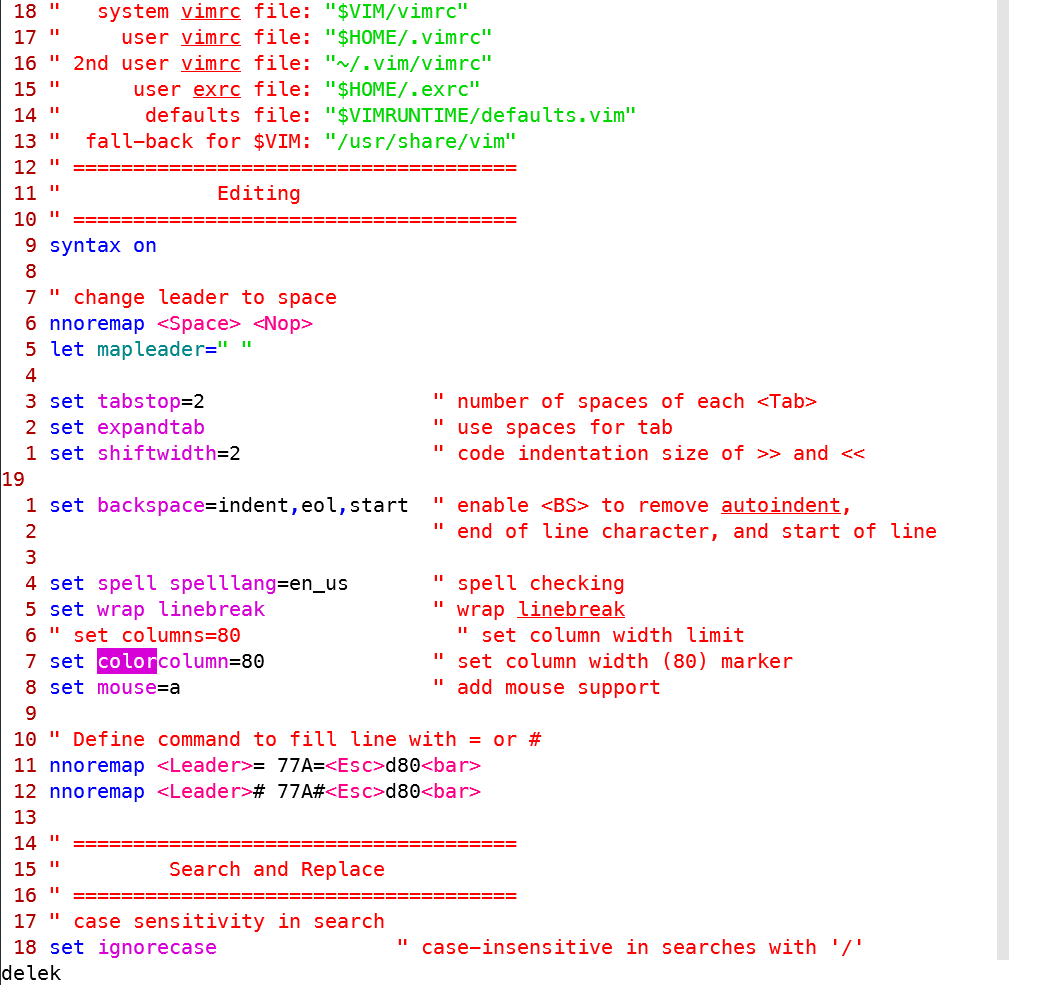 18 "   system vimrc file: "$VIM/vimrc"
17 "     user vimrc file: "$HOME/.vimrc"
16 " 2nd user vimrc file: "~/.vim/vimrc"
15 "      user exrc file: "$HOME/.exrc"
14 "       defaults file: "$VIMRUNTIME/defaults.vim"
13 "  fall-back for $VIM: "/usr/share/vim"
12 " =====================================
11 "             Editing
10 " =====================================
9 syntax on
8
7 " change leader to space
6 nnoremap <Space> <Nop>
5 let mapleader=" "
4
3 set tabstop=2                   " number of spaces of each <Tab>
2 set expandtab                   " use spaces for tab
1 set shiftwidth=2                " code indentation size of >> and <<
19
1 set backspace=indent,eol,start  " enable <BS> to remove autoindent,
2                                 " end of line character, and start of line
3
4 set spell spelllang=en_us       " spell checking
5 set wrap linebreak              " wrap linebreak
6 " set columns=80                  " set column width limit
7 set colorcolumn=80              " set column width (80) marker
8 set mouse=a                     " add mouse support
9
10 " Define command to fill line with = or #
11 nnoremap <Leader>= 77A=<Esc>d80<bar>
12 nnoremap <Leader># 77A#<Esc>d80<bar>
13
14 " =====================================
15 "         Search and Replace
16 " =====================================
17 " case sensitivity in search
18 set ignorecase               " case-insensitive in searches with '/'
delek